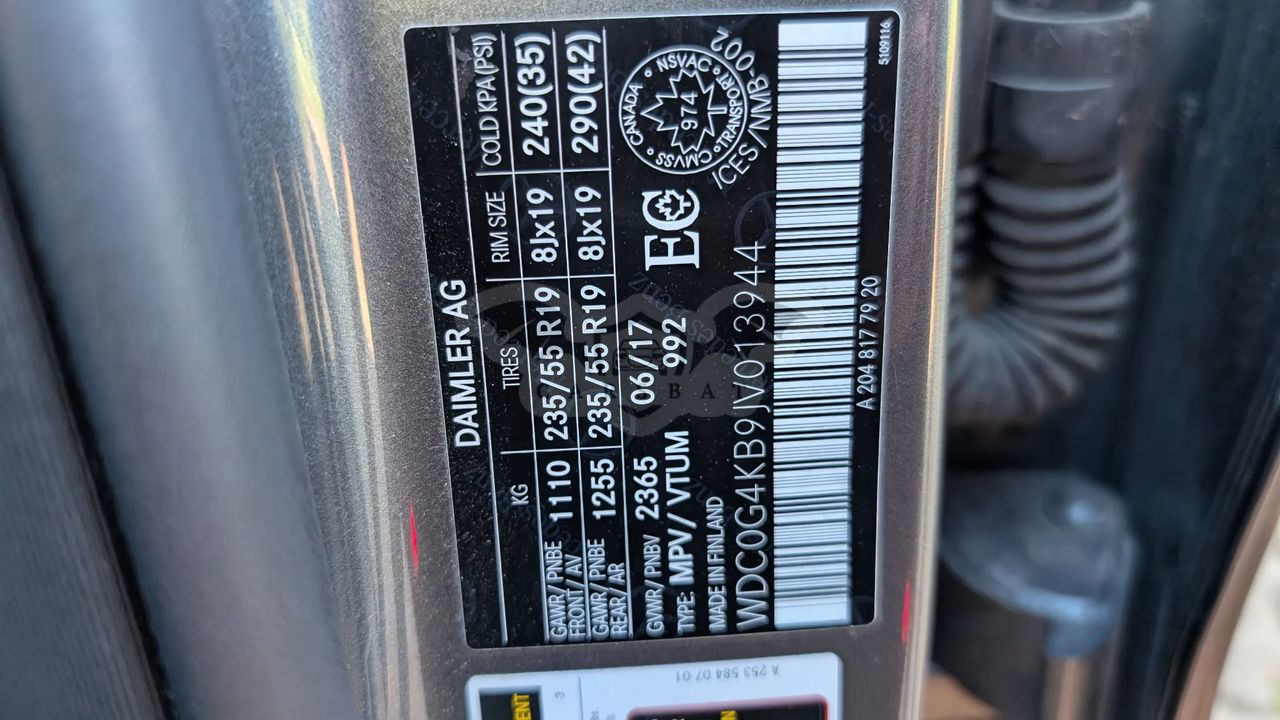 DAIMLER AG
KG TIRES RIM SIZE COLD KPA(PSI)
GAWR/PNBE FRONT/AV 1110 235/55 R19 8Jx19 240(35)
GAWR/PNBE REAR/AR 1255 235/55 R19 8Jx19 290(42)
GVWR/PNBV 2365 06/17
TYPE: MPV/VTUM 992
MADE IN FINLAND
EC
CANADA • NSVAC • TRANSPORT • CMVSS
974
ICES/NMB-002
WDC0G4KB9JV013944
A 204 817 79 20
5109116
A 253 584 07 01